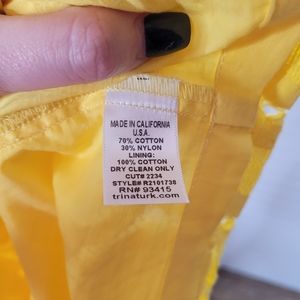 MADE IN CALIFORNIA
U.S.A.
70% COTTON
30% NYLON
LINING:
100% COTTON
DRY CLEAN ONLY
CUT# 2234
STYLE# R2101738
RN# 93415
trinaturk.com